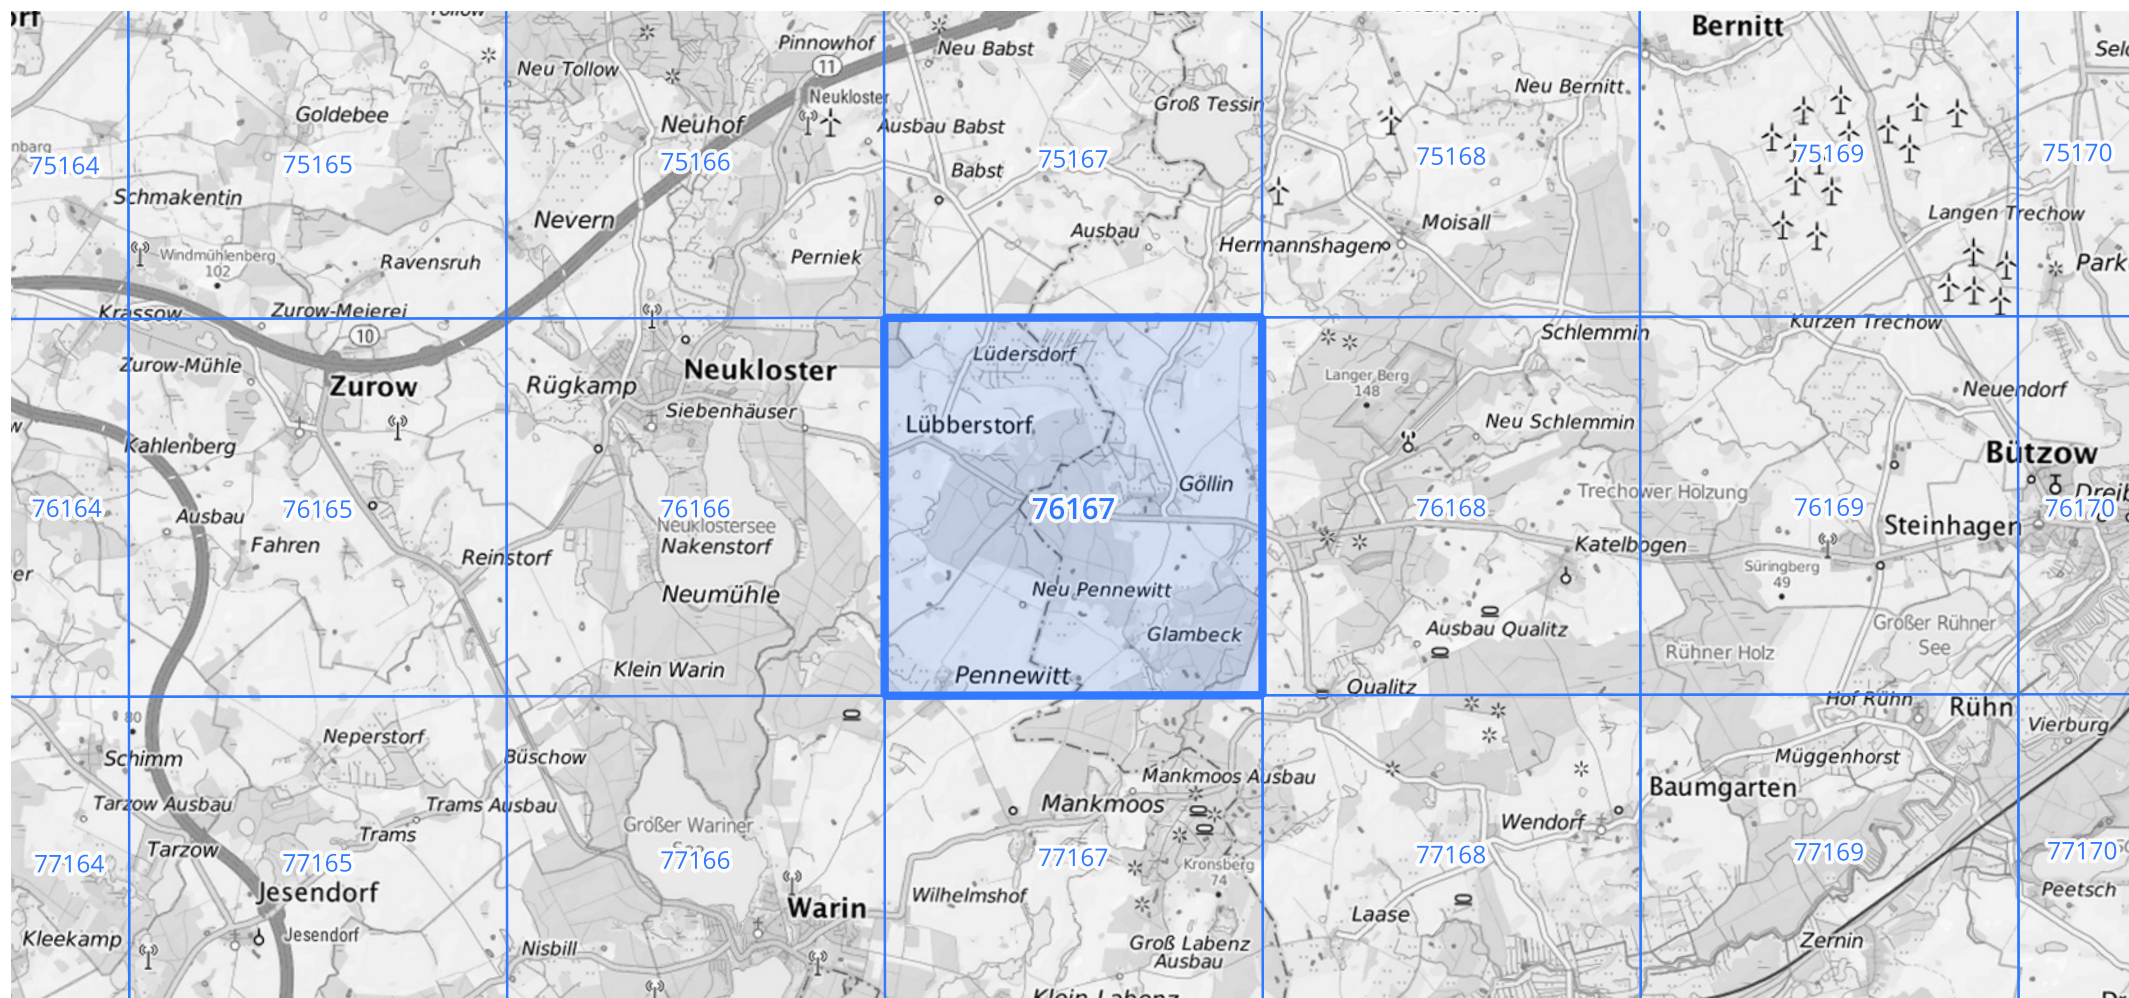 Bernitt
Neu Babst
Pinnowhof
11
Neu Tollow
Neukloster
Neu Bernitt
Groß Tessin
Goldebee
Neuhof
Ausbau Babst
75164
75165
75166
75167
75168
75169
75170
Babst
Schmakentin
Nevern
Ausbau
Moisall
Langen Trechow
Hermannshagen
Windmühlenberg
102
Ravensruh
Perniek
Park
Krassow
Zurow-Meierei
10
Kurzen Trechow
Schlemmin
Zurow-Mühle
Zurow
Rügkamp
Neukloster
Lüdersdorf
Langer Berg
148
Neuendorf
Siebenhäuser
Lübberstorf
Neu Schlemmin
Kahlenberg
Bützow
Göllin
Trechower Holzung
76164
76165
76166
76167
76168
76169
76170
Ausbau
Neuklostersee
Nakenstorf
Steinhagen
Fahren
Reinstorf
Katelbogen
Süringberg
49
Neumühle
Neu Pennewitt
Glambeck
Ausbau Qualitz
Großer Rühner
See
Rühner Holz
Klein Warin
Pennewitt
Qualitz
Hof Rühn
Rühn
80
Vierburg
Neperstorf
Schimm
Büschow
Müggenhorst
Mankmoos Ausbau
Baumgarten
Tarzow Ausbau
Trams Ausbau
Mankmoos
Großer Wariner
See
Trams
Wendorf
Tarzow
77164
77165
77166
77167
77168
77169
77170
Kronsberg
74
Jesendorf
Wilhelmshof
Peetsch
Warin
Laase
Kleekamp
Jesendorf
Nisbill
Groß Labenz
Ausbau
Zernin
Klein Labenz